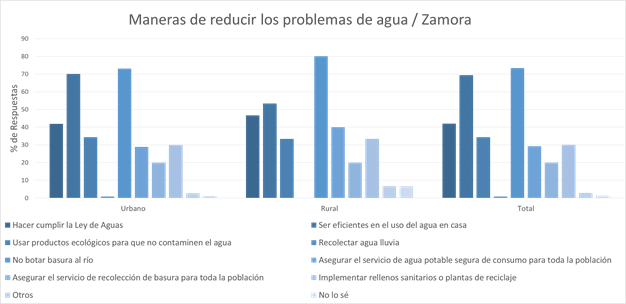 Maneras de reducir los problemas de agua / Zamora
90
80
70
60
50
40
30
20
10
0
% de Respuestas
Urbano Rural Total
Hacer cumplir la Ley de Aguas Ser eficientes en el uso del agua en casa
Usar productos ecológicos para que no contaminen el agua Recolectar agua lluvia
No botar basura al río Asegurar el servicio de agua potable segura de consumo para toda la población
Asegurar el servicio de recolección de basura para toda la población Implementar rellenos sanitarios o plantas de reciclaje
Otros No lo sé